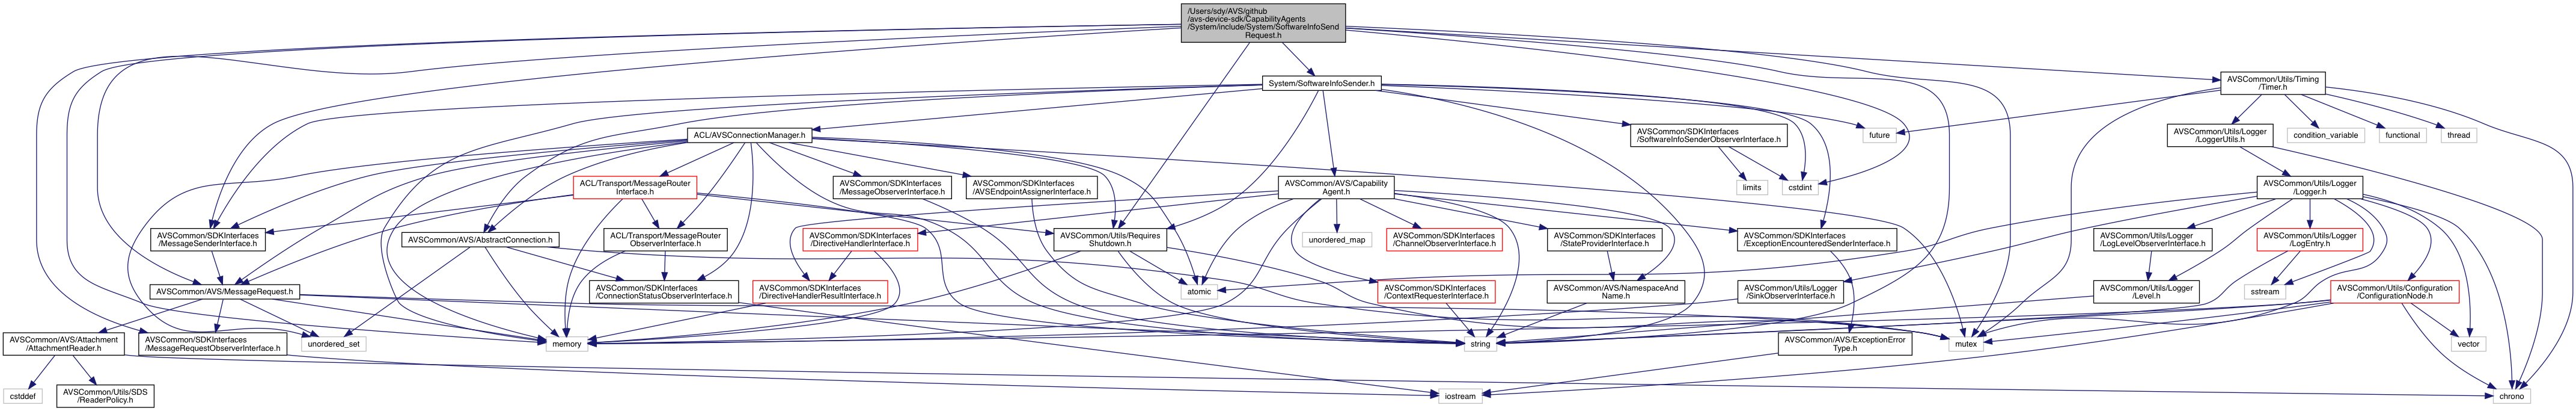 /Users/sdy/AVS/github
/avs-device-sdk/CapabilityAgents
/System/include/System/SoftwareInfoSend
Request.h
System/SoftwareInfoSender.h
AVSCommon/Utils/Timing
/Timer.h
ACL/AVSConnectionManager.h
AVSCommon/SDKInterfaces
/SoftwareInfoSenderObserverInterface.h
future
AVSCommon/Utils/Logger
/LoggerUtils.h
condition_variable
functional
thread
ACL/Transport/MessageRouter
Interface.h
AVSCommon/SDKInterfaces
/MessageObserverInterface.h
AVSCommon/SDKInterfaces
/AVSEndpointAssignerInterface.h
AVSCommon/AVS/Capability
Agent.h
limits
cstdint
AVSCommon/Utils/Logger
/Logger.h
AVSCommon/SDKInterfaces
/MessageSenderInterface.h
AVSCommon/AVS/AbstractConnection.h
ACL/Transport/MessageRouter
ObserverInterface.h
AVSCommon/SDKInterfaces
/DirectiveHandlerInterface.h
AVSCommon/Utils/Requires
Shutdown.h
unordered_map
AVSCommon/SDKInterfaces
/ChannelObserverInterface.h
AVSCommon/SDKInterfaces
/StateProviderInterface.h
AVSCommon/SDKInterfaces
/ExceptionEncounteredSenderInterface.h
AVSCommon/Utils/Logger
/LogLevelObserverInterface.h
AVSCommon/Utils/Logger
/LogEntry.h
AVSCommon/AVS/MessageRequest.h
AVSCommon/SDKInterfaces
/ConnectionStatusObserverInterface.h
AVSCommon/SDKInterfaces
/DirectiveHandlerResultInterface.h
atomic
AVSCommon/SDKInterfaces
/ContextRequesterInterface.h
AVSCommon/AVS/NamespaceAnd
Name.h
AVSCommon/Utils/Logger
/SinkObserverInterface.h
AVSCommon/Utils/Logger
/Level.h
sstream
AVSCommon/Utils/Configuration
/ConfigurationNode.h
AVSCommon/AVS/Attachment
/AttachmentReader.h
AVSCommon/SDKInterfaces
/MessageRequestObserverInterface.h
unordered_set
memory
string
AVSCommon/AVS/ExceptionError
Type.h
mutex
vector
cstddef
AVSCommon/Utils/SDS
/ReaderPolicy.h
iostream
chrono